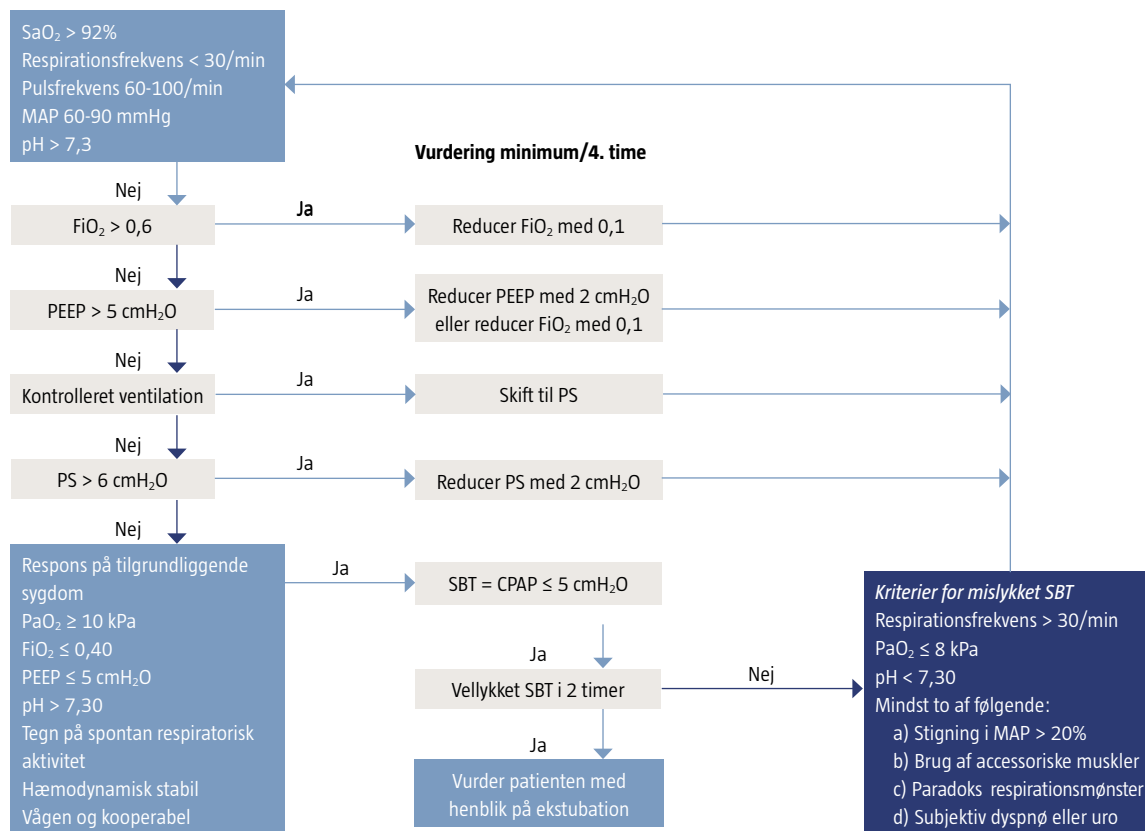 SaO₂ > 92%
Respirationsfrekvens < 30/min
Pulsfrekvens 60-100/min
MAP 60-90 mmHg
pH > 7,3
Vurdering minimum/4. time
Nej
FiO₂ > 0,6
Ja
Reducer FiO₂ med 0,1
Nej
PEEP > 5 cmH₂O
Ja
Reducer PEEP med 2 cmH₂O
eller reducer FiO₂ med 0,1
Nej
Kontrolleret ventilation
Ja
Skift til PS
Nej
PS > 6 cmH₂O
Ja
Reducer PS med 2 cmH₂O
Nej
Respons på tilgrundliggende
sygdom
PaO₂ ≥ 10 kPa
FiO₂ ≤ 0,40
PEEP ≤ 5 cmH₂O
pH > 7,30
Tegn på spontan respiratorisk
aktivitet
Hæmodynamisk stabil
Vågen og kooperabel
Ja
SBT = CPAP ≤ 5 cmH₂O
Ja
Vellykket SBT i 2 timer
Nej
Ja
Vurder patienten med
henblik på ekstubation
Kriterier for mislykket SBT
Respirationsfrekvens > 30/min
PaO₂ ≤ 8 kPa
pH < 7,30
Mindst to af følgende:
a) Stigning i MAP > 20%
b) Brug af accessoriske muskler
c) Paradoks respirationsmønster
d) Subjektiv dyspnø eller uro